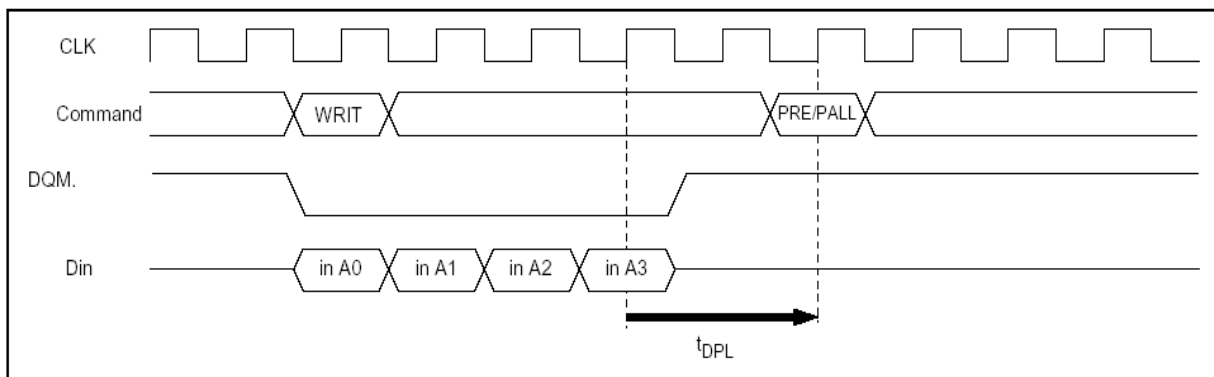 CLK
Command WRIT PRE/PALL
DQM.
Din in A0 in A1 in A2 in A3
tDPL